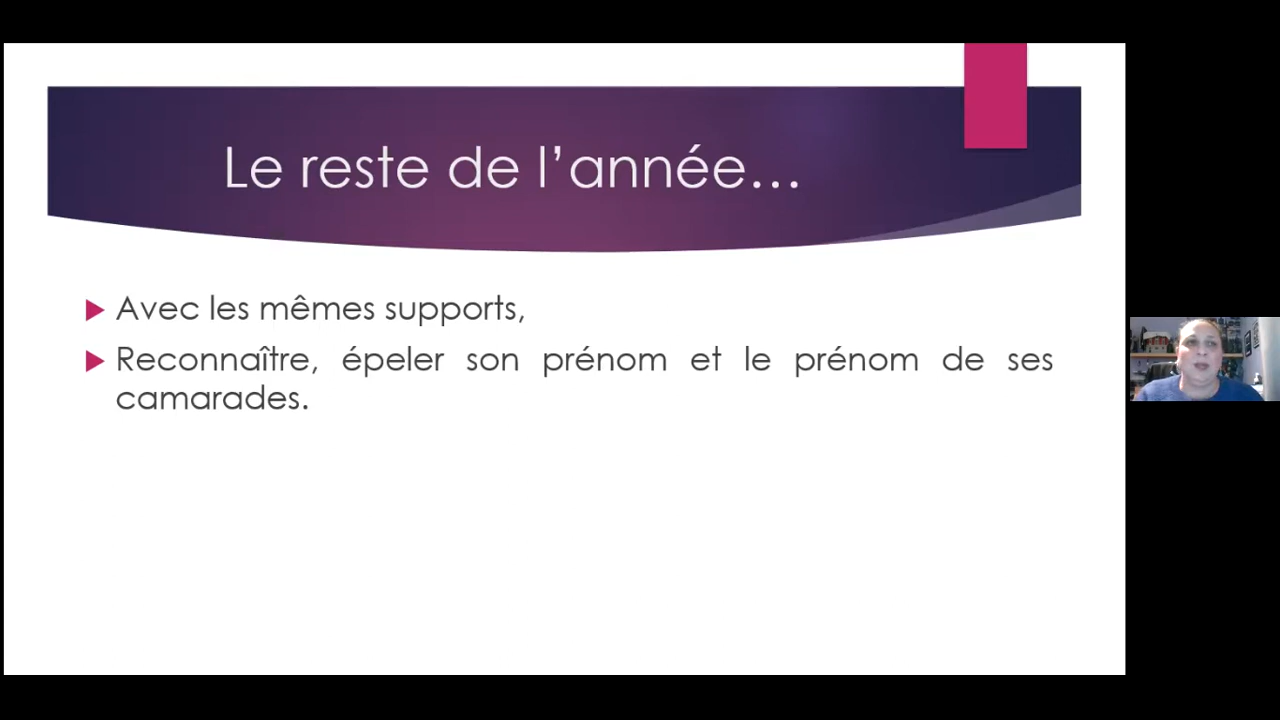 Le reste de l’année…
Avec les mêmes supports,
Reconnaître, épeler son prénom et le prénom de ses
camarades.